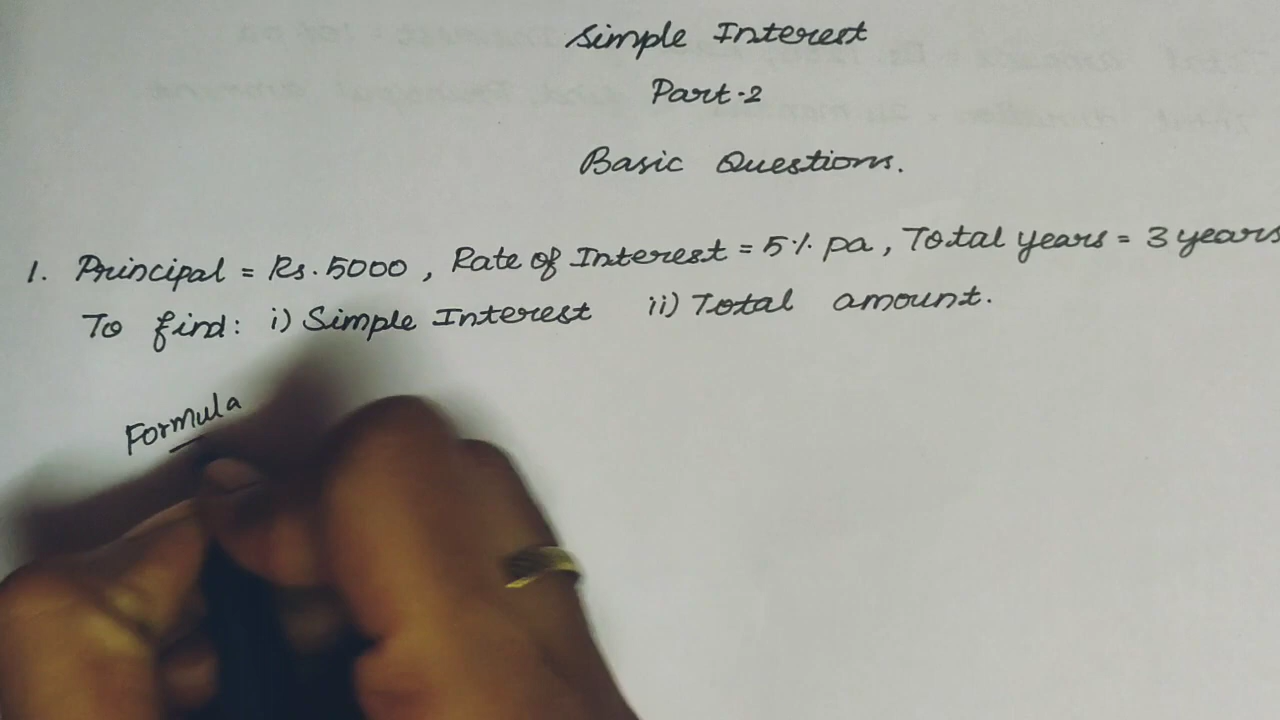 Simple Interest
Part-2
Basic Questions.
1. Principal = Rs. 5000, Rate of Interest = 5% pa, Total years = 3 years
To find: i) Simple Interest ii) Total amount.
Formula